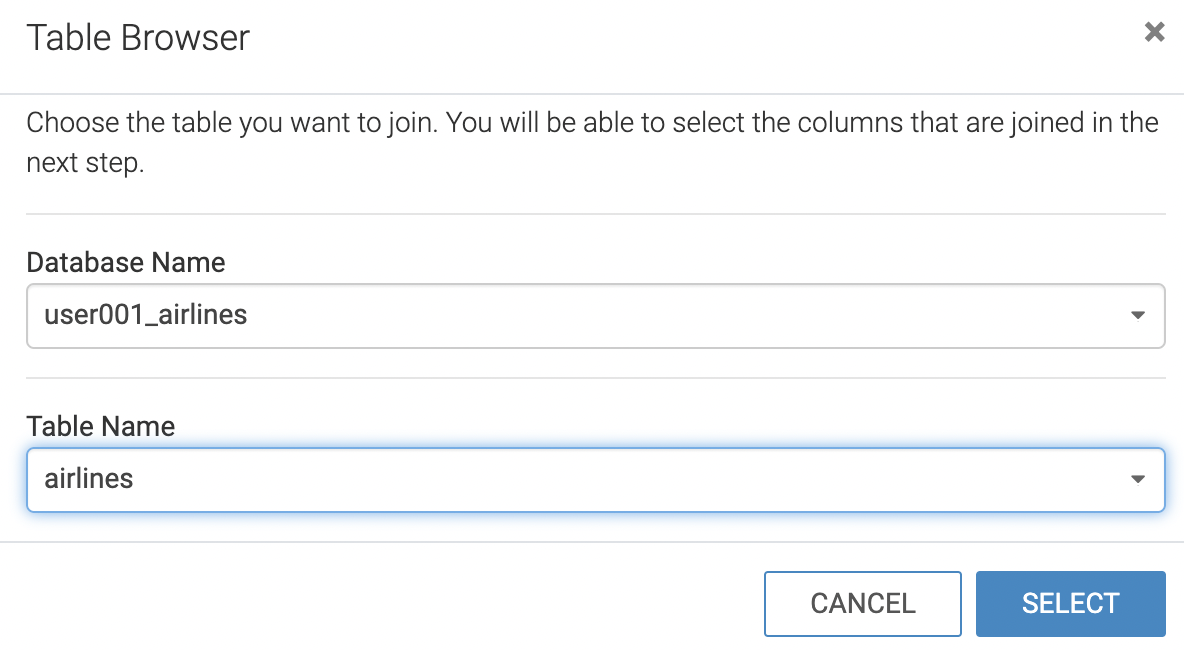 Table Browser
Choose the table you want to join. You will be able to select the columns that are joined in the
next step.
Database Name
user001_airlines
Table Name
airlines
CANCEL
SELECT